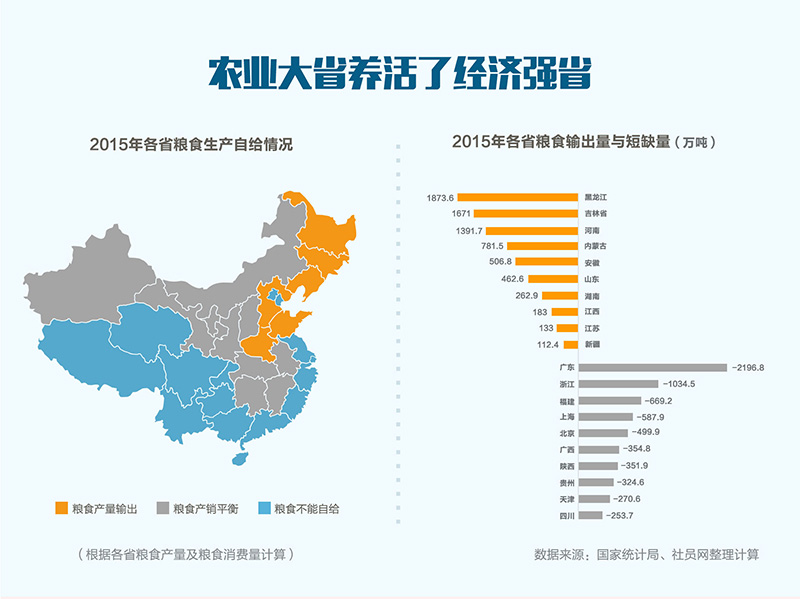 农业大省养活了经济强省
2015年各省粮食生产自给情况
粮食产量输出
粮食产销平衡
粮食不能自给
（根据各省粮食产量及粮食消费量计算）
2015年各省粮食输出量与短缺量（万吨）
1873.6 黑龙江
1671 吉林省
1391.7 河南
781.5 内蒙古
506.8 安徽
462.6 山东
262.9 湖南
183 江西
133 江苏
112.4 新疆
广东 -2196.8
浙江 -1034.5
福建 -669.2
上海 -587.9
北京 -499.9
广西 -354.8
陕西 -351.9
贵州 -324.6
天津 -270.6
四川 -253.7
数据来源：国家统计局、社员网整理计算